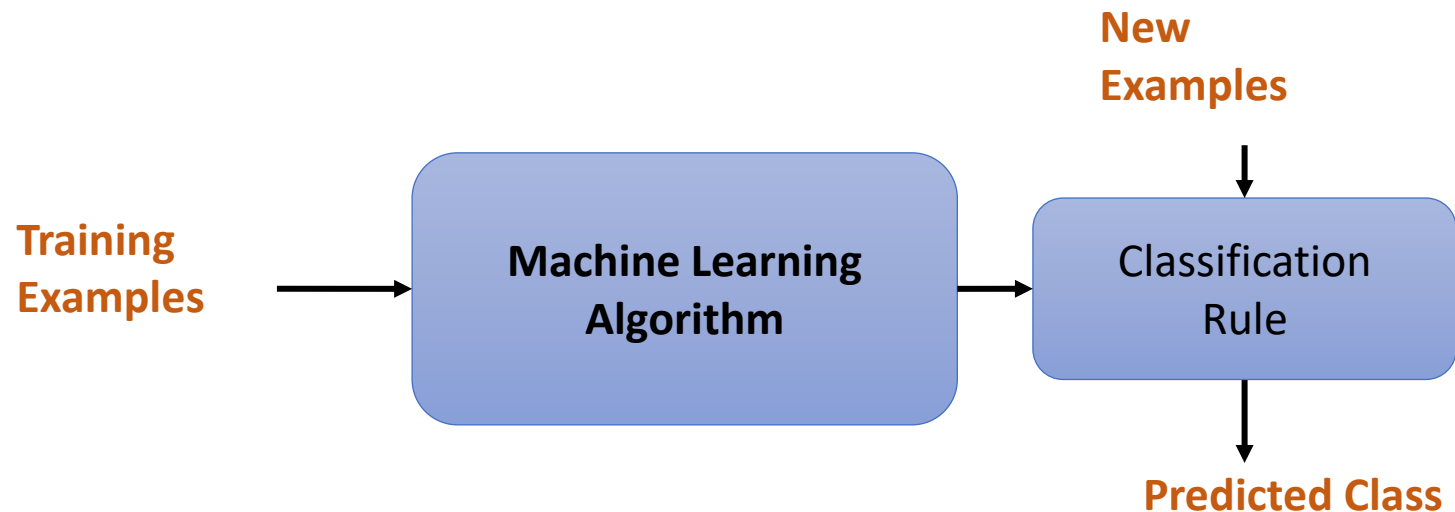 New
Examples
Training
Examples
Machine Learning
Algorithm
Classification
Rule
Predicted Class